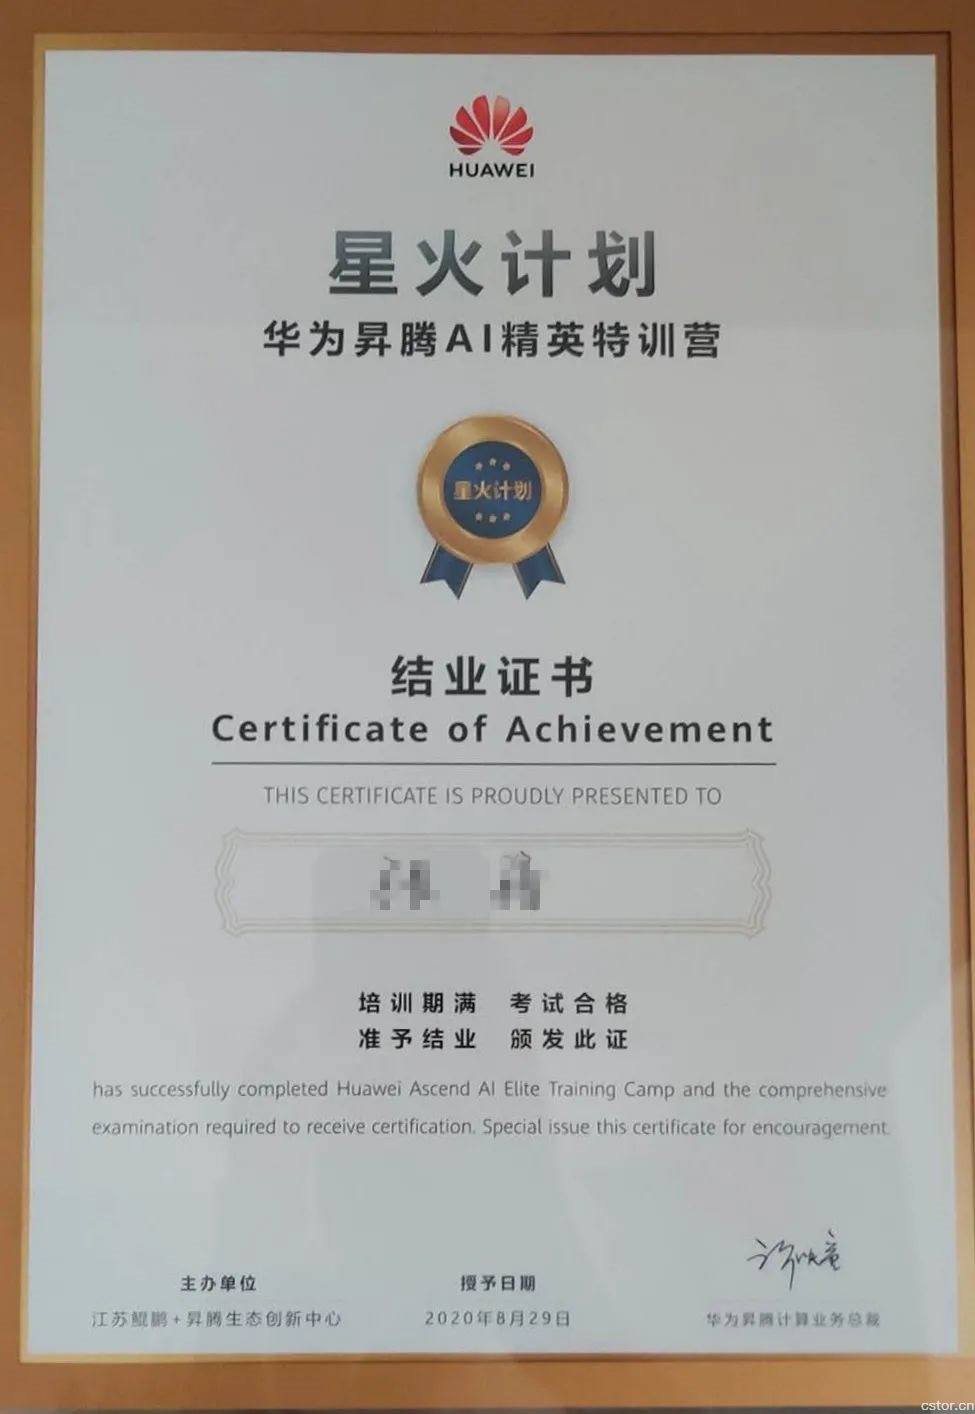 HUAWEI
星火计划
华为昇腾AI精英特训营
星火计划
结业证书
Certificate of Achievement
THIS CERTIFICATE IS PROUDLY PRESENTED TO
培训期满 考试合格
准予结业 颁发此证
has successfully completed Huawei Ascend AI Elite Training Camp and the comprehensive
examination required to receive certification. Special issue this certificate for encouragement.
主办单位 授予日期
江苏鲲鹏+昇腾生态创新中心 2020年8月29日 华为昇腾计算业务总裁
cstor.cn